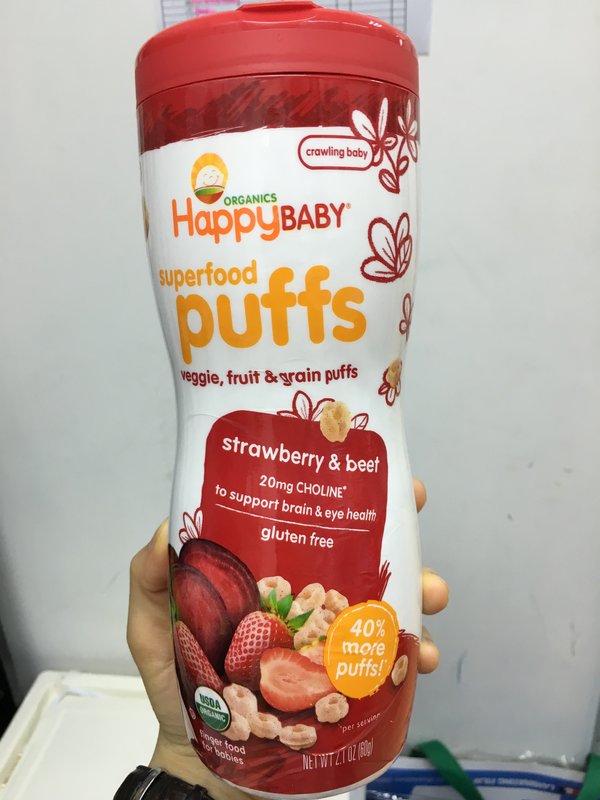 crawling baby
ORGANICS
HappyBABY®
superfood
puffs
veggie, fruit & grain puffs
strawberry & beet
20mg CHOLINE*
to support brain & eye health
gluten free
40%
more
puffs!*
USDA
ORGANIC
*per serving
finger food
for babies
NET WT 2.1 OZ (60g)